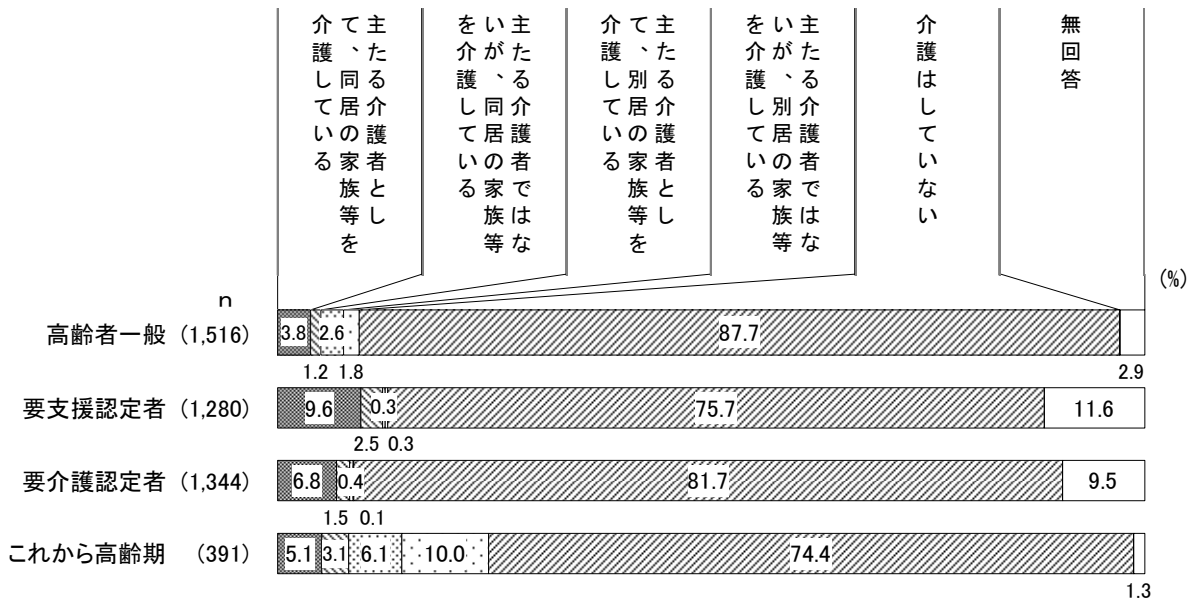 主たる介護者とし
て、同居の家族等を
介護している
主たる介護者ではな
いが、同居の家族等
を介護している
主たる介護者とし
て、別居の家族等を
介護している
主たる介護者ではな
いが、別居の家族等
を介護している
介護はしていない
無回答
(%)
n
高齢者一般 (1,516) 3.8 2.6 87.7
1.2 1.8 2.9
要支援認定者 (1,280) 9.6 0.3 75.7 11.6
2.5 0.3
要介護認定者 (1,344) 6.8 0.4 81.7 9.5
1.5 0.1
これから高齢期 (391) 5.1 3.1 6.1 10.0 74.4
1.3